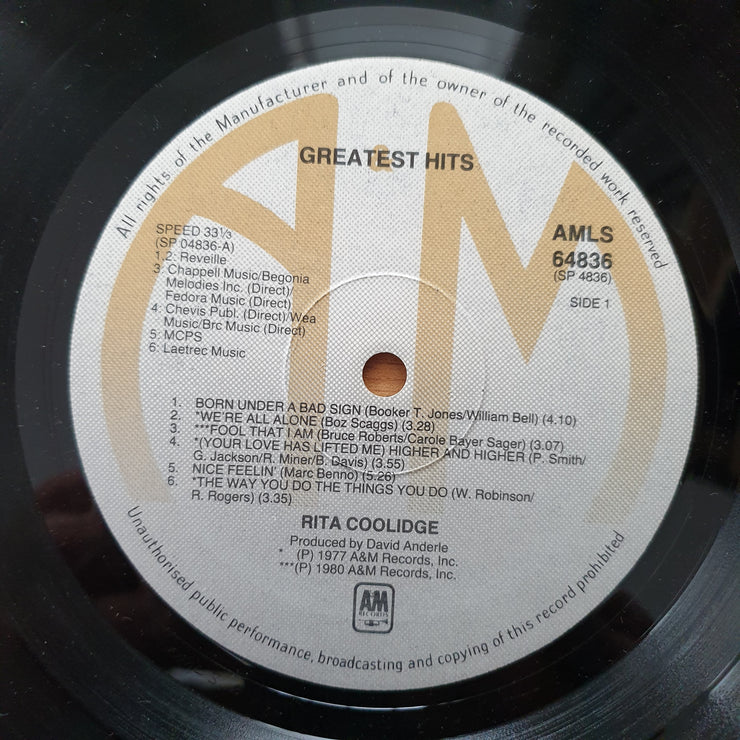 All rights of the Manufacturer and of the owner of the recorded work reserved
A&M
GREATEST HITS
SPEED 33⅓
(SP 04836-A)
1.2: Reveille
3: Chappell Music/Begonia
Melodies Inc. (Direct)/
Fedora Music (Direct)
4: Chevis Publ. (Direct)/Wea
Music/Brc Music (Direct)
5: MCPS
6: Laetrec Music
AMLS
64836
(SP 4836)
SIDE 1
1. BORN UNDER A BAD SIGN (Booker T. Jones/William Bell) (4.10)
2. *WE'RE ALL ALONE (Boz Scaggs) (3.28)
3. ***FOOL THAT I AM (Bruce Roberts/Carole Bayer Sager) (3.07)
4. *(YOUR LOVE HAS LIFTED ME) HIGHER AND HIGHER (P. Smith/
G. Jackson/R. Miner/B. Davis) (3.55)
5. NICE FEELIN' (Marc Benno) (5.26)
6. *THE WAY YOU DO THE THINGS YOU DO (W. Robinson/
R. Rogers) (3.35)
RITA COOLIDGE
Produced by David Anderle
* (P) 1977 A&M Records, Inc.
***(P) 1980 A&M Records, Inc.
AM
RECORDS
Unauthorised public performance, broadcasting and copying of this record prohibited